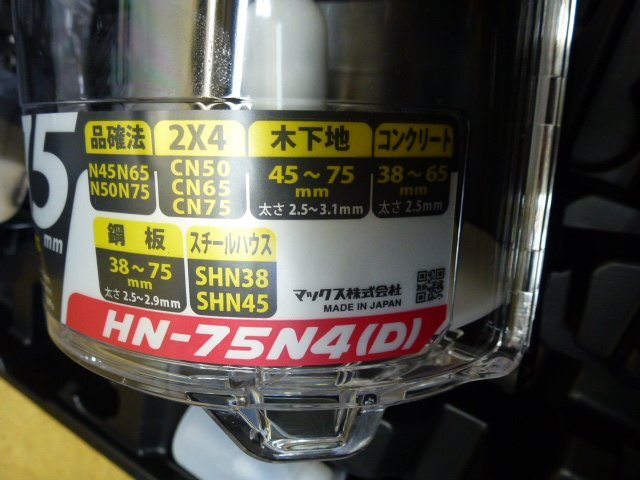 75
mm
品確法
N45N65
N50N75
2X4
CN50
CN65
CN75
木下地
45～75
mm
太さ 2.5～3.1mm
コンクリート
38～65
mm
太さ 2.5mm
鋼板
38～75
mm
太さ 2.5～2.9mm
スチールハウス
SHN38
SHN45
マックス株式会社
MADE IN JAPAN
HN-75N4(D)